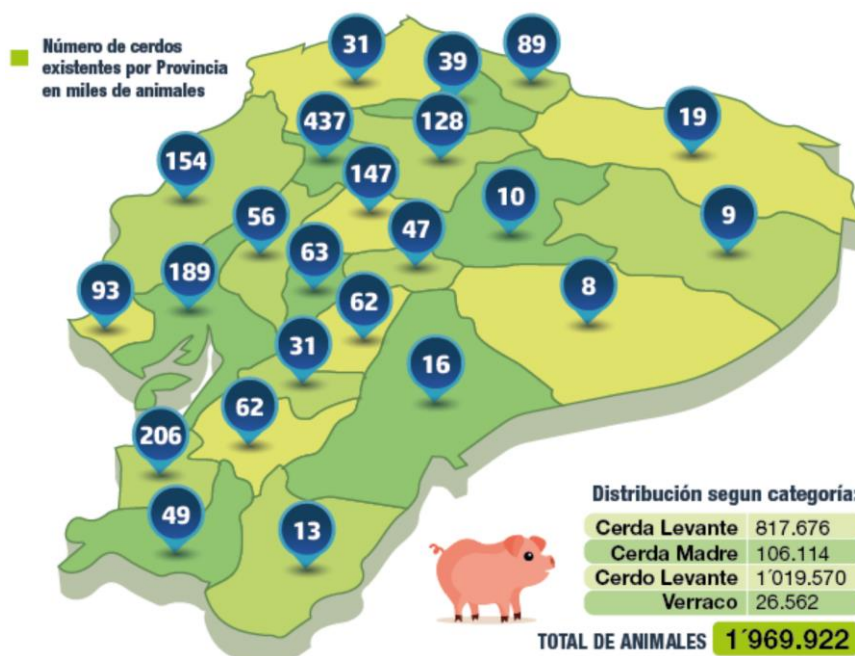 Número de cerdos
existentes por Provincia
en miles de animales
31
39
89
437
128
19
154
147
10
56
47
9
63
189
93
62
8
31
16
62
206
49
13
Distribución segun categoría:
Cerda Levante 817.676
Cerda Madre 106.114
Cerdo Levante 1´019.570
Verraco 26.562
TOTAL DE ANIMALES 1´969.922